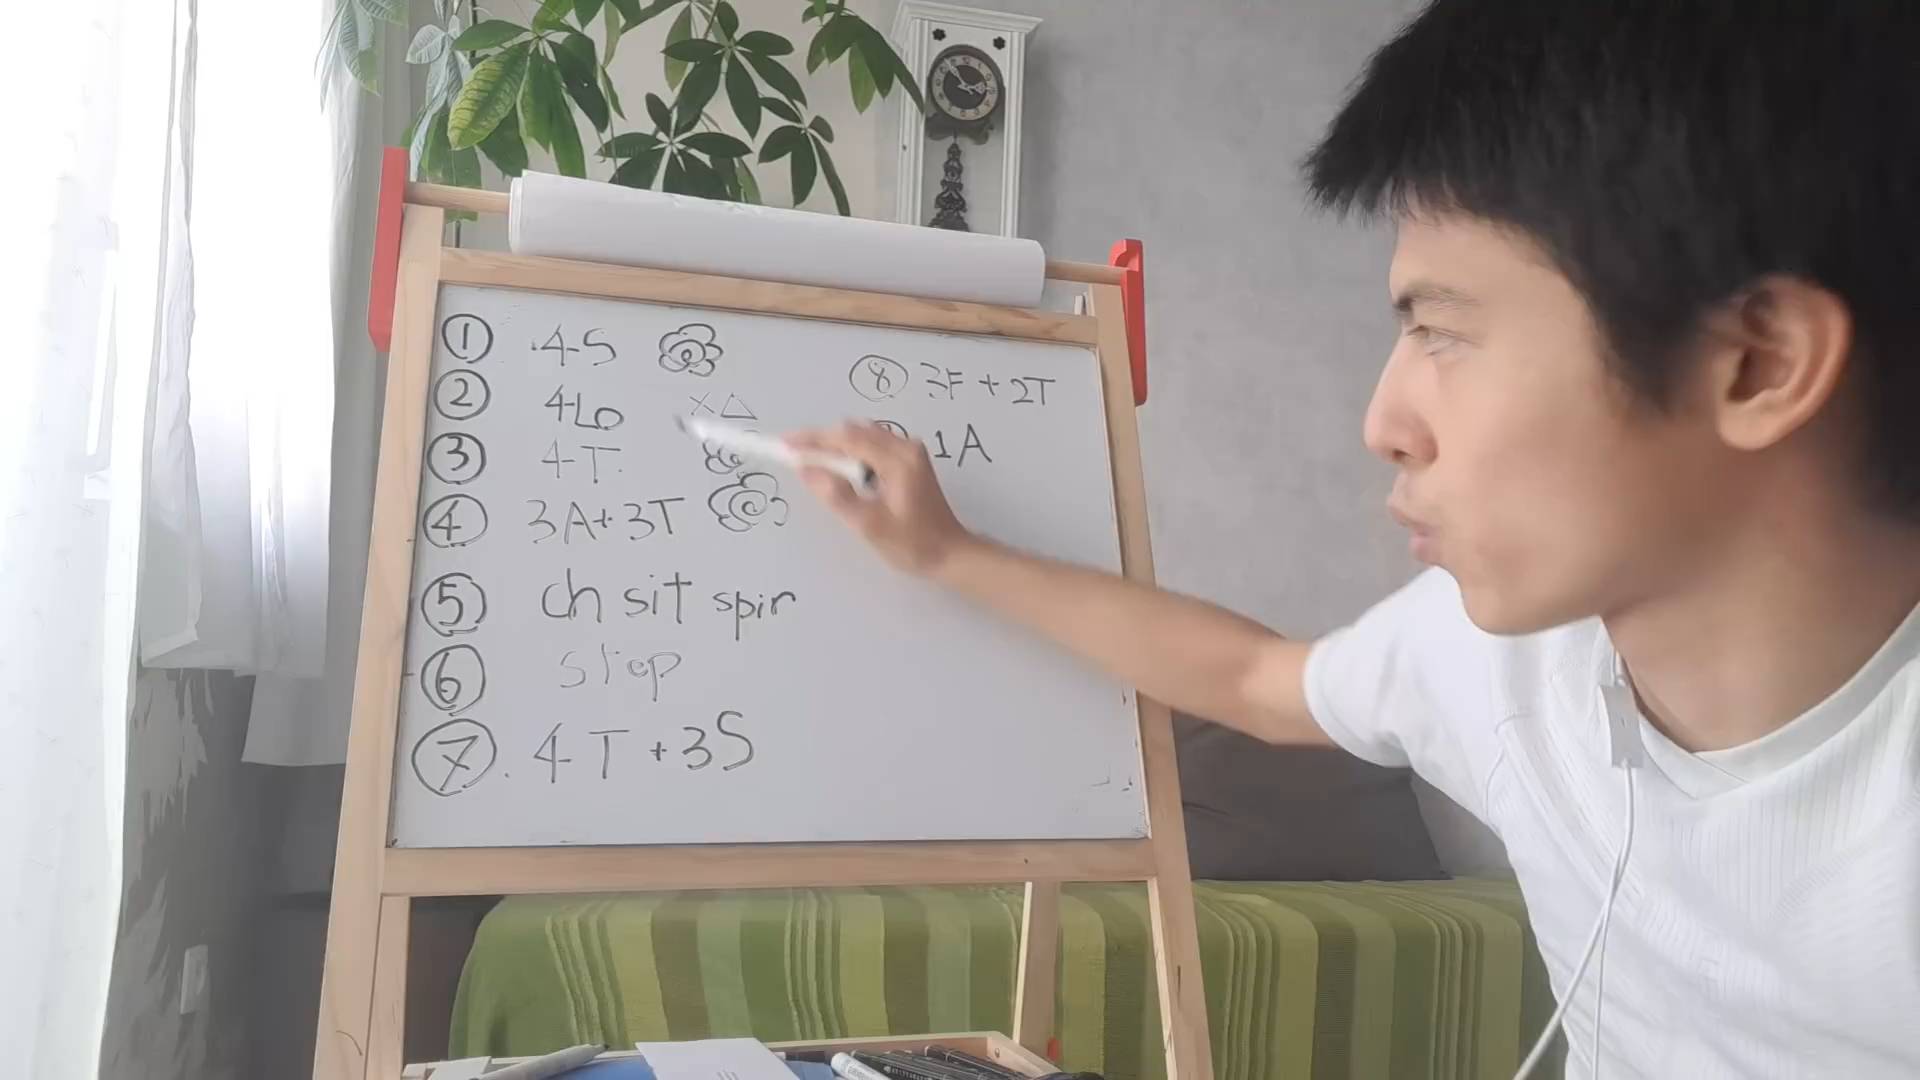 ① 4S
② 4Lo ×△
③ 4T
④ 3A+3T
⑤ ch sit spin
⑥ step
⑦ 4T+3S
⑧ 3F+2T
1A